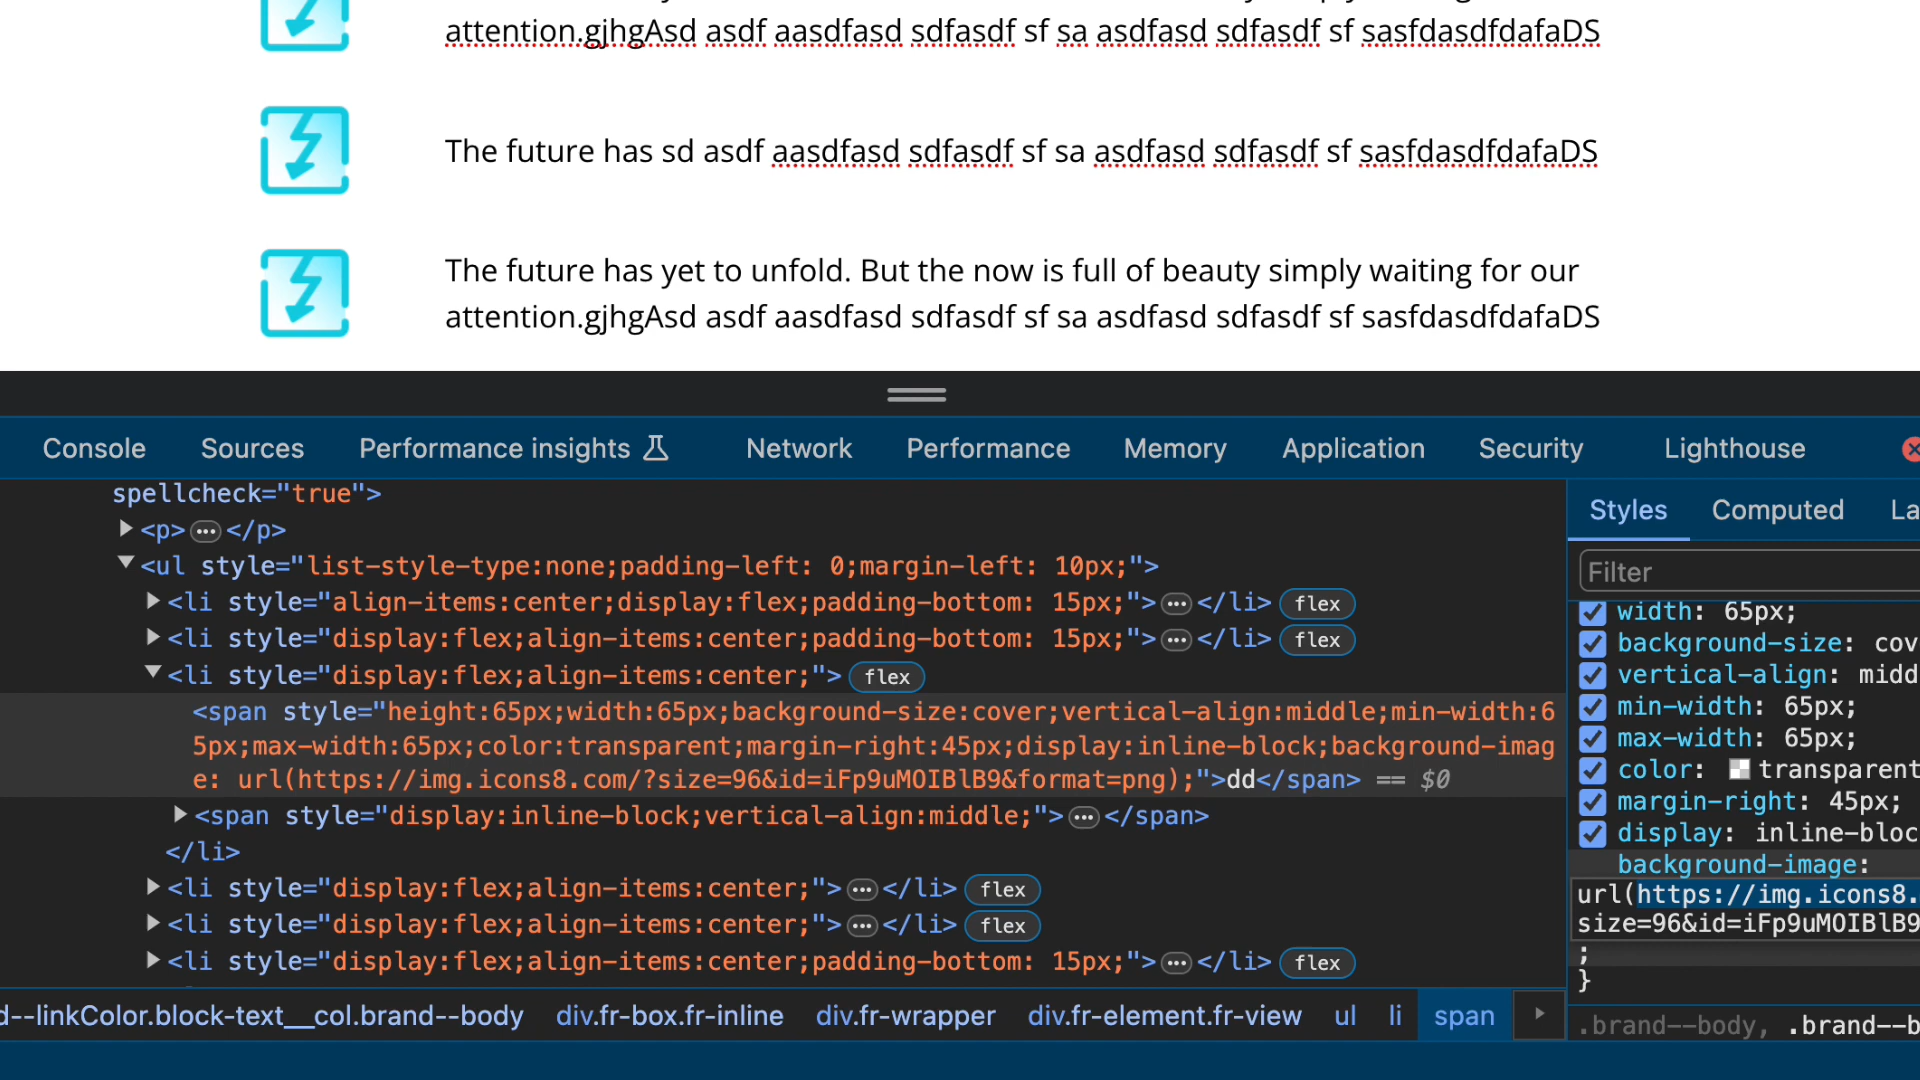 attention.gjhgAsd asdf aasdfasd sdfasdf sf sa asdfasd sdfasdf sf sasfdasdfdafaDS
The future has sd asdf aasdfasd sdfasdf sf sa asdfasd sdfasdf sf sasfdasdfdafaDS
The future has yet to unfold. But the now is full of beauty simply waiting for our
attention.gjhgAsd asdf aasdfasd sdfasdf sf sa asdfasd sdfasdf sf sasfdasdfdafaDS
Console Sources Performance insights Network Performance Memory Application Security Lighthouse
spellcheck="true">
<p>…</p>
<ul style="list-style-type:none;padding-left: 0;margin-left: 10px;">
<li style="align-items:center;display:flex;padding-bottom: 15px;">…</li> flex
<li style="display:flex;align-items:center;padding-bottom: 15px;">…</li> flex
<li style="display:flex;align-items:center;"> flex
<span style="height:65px;width:65px;background-size:cover;vertical-align:middle;min-width:6
5px;max-width:65px;color:transparent;margin-right:45px;display:inline-block;background-imag
e: url(https://img.icons8.com/?size=96&id=iFp9uMOIBlB9&format=png);">dd</span> == $0
<span style="display:inline-block;vertical-align:middle;">…</span>
</li>
<li style="display:flex;align-items:center;">…</li> flex
<li style="display:flex;align-items:center;">…</li> flex
<li style="display:flex;align-items:center;padding-bottom: 15px;">…</li> flex
d--linkColor.block-text__col.brand--body div.fr-box.fr-inline div.fr-wrapper div.fr-element.fr-view ul li span
Styles Computed La
Filter
width: 65px;
background-size: cov
vertical-align: midd
min-width: 65px;
max-width: 65px;
color: transparent
margin-right: 45px;
display: inline-bloc
background-image:
url(https://img.icons8.
size=96&id=iFp9uMOIBlB9
;
}
.brand--body, .brand--b